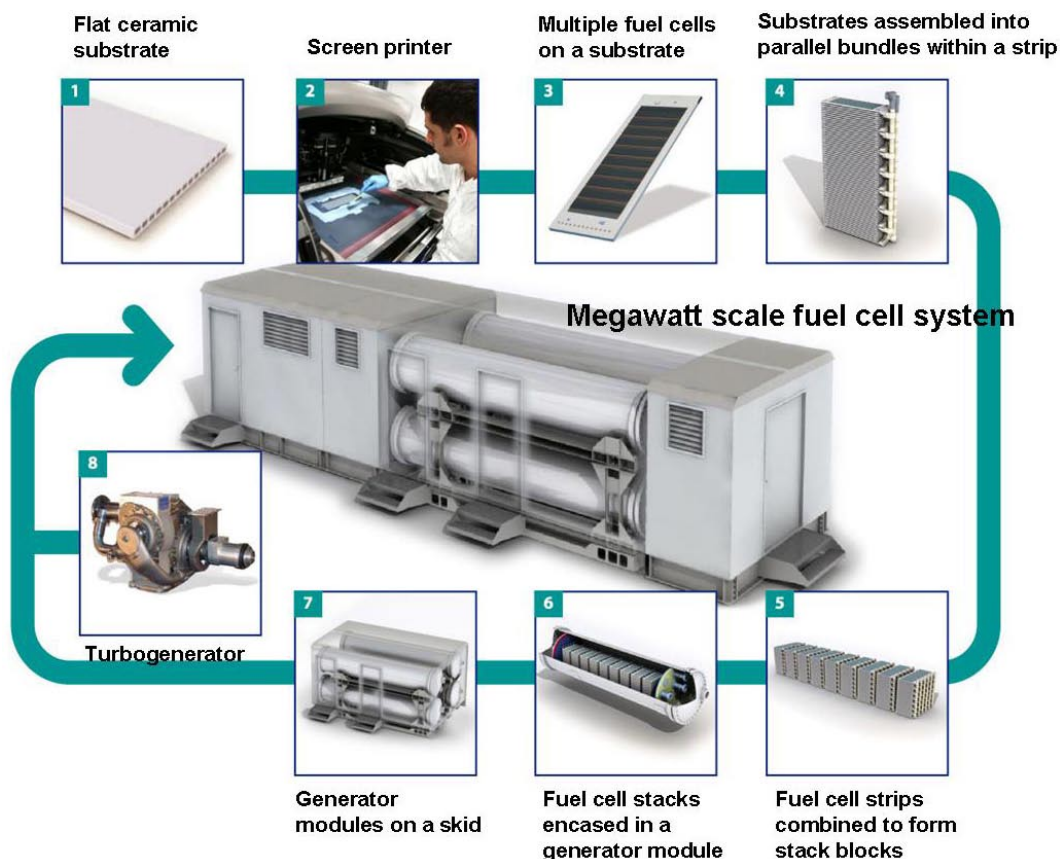 Flat ceramic
substrate
Screen printer
Multiple fuel cells
on a substrate
Substrates assembled into
parallel bundles within a strip
1
2
3
4
Megawatt scale fuel cell system
8
Turbogenerator
7
6
5
Generator
modules on a skid
Fuel cell stacks
encased in a
generator module
Fuel cell strips
combined to form
stack blocks